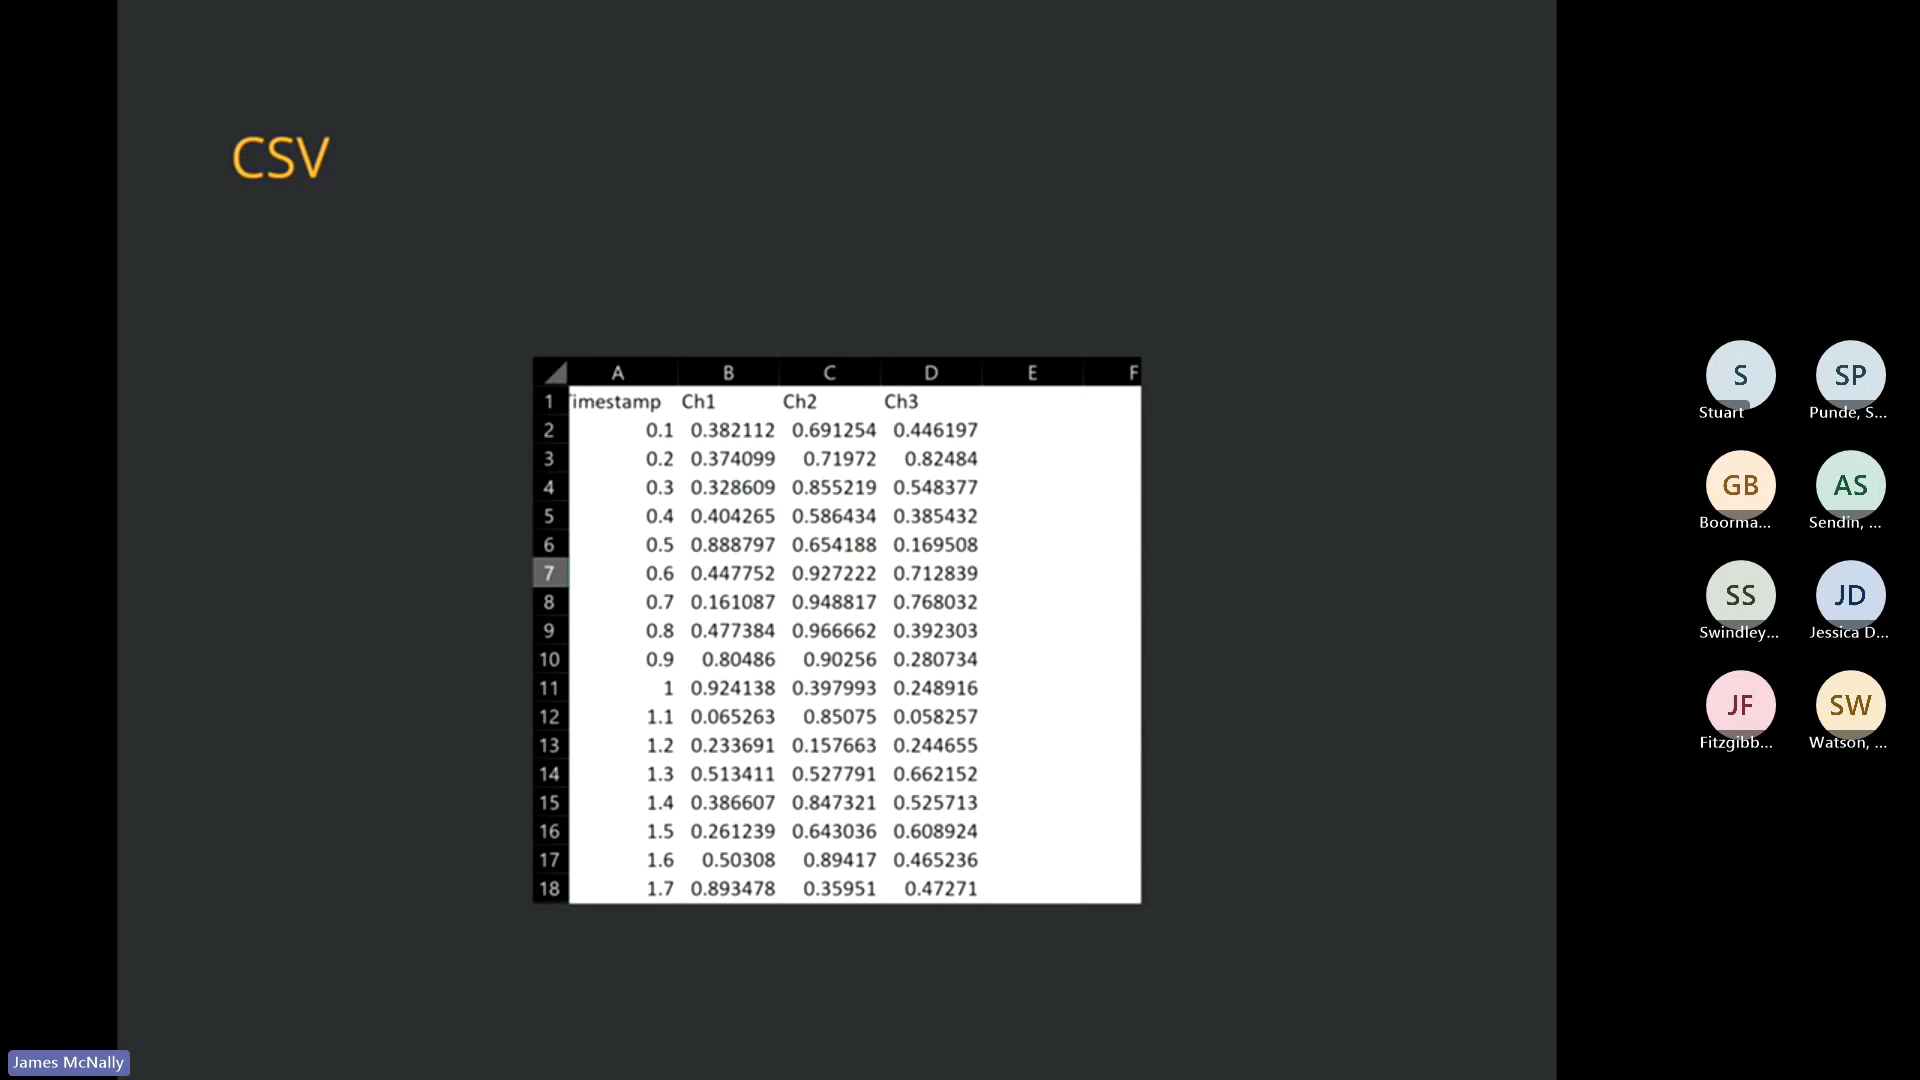 CSV
A B C D E F
1 imestamp Ch1 Ch2 Ch3
2 0.1 0.382112 0.691254 0.446197
3 0.2 0.374099 0.71972 0.82484
4 0.3 0.328609 0.855219 0.548377
5 0.4 0.404265 0.586434 0.385432
6 0.5 0.888797 0.654188 0.169508
7 0.6 0.447752 0.927222 0.712839
8 0.7 0.161087 0.948817 0.768032
9 0.8 0.477384 0.966662 0.392303
10 0.9 0.80486 0.90256 0.280734
11 1 0.924138 0.397993 0.248916
12 1.1 0.065263 0.85075 0.058257
13 1.2 0.233691 0.157663 0.244655
14 1.3 0.513411 0.527791 0.662152
15 1.4 0.386607 0.847321 0.525713
16 1.5 0.261239 0.643036 0.608924
17 1.6 0.50308 0.89417 0.465236
18 1.7 0.893478 0.35951 0.47271
S SP
Stuart Punde, S...
GB AS
Boorma... Sendin, ...
SS JD
Swindley... Jessica D...
JF SW
Fitzgibb... Watson, ...
James McNally